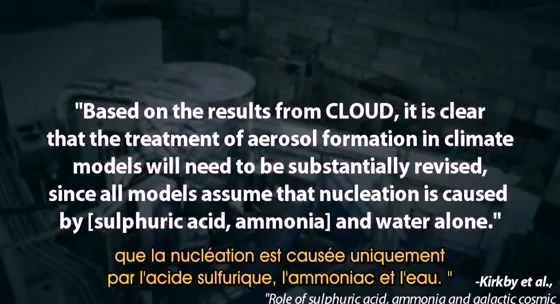 "Based on the results from CLOUD, it is clear
that the treatment of aerosol formation in climate
models will need to be substantially revised,
since all models assume that nucleation is caused
by [sulphuric acid, ammonia] and water alone."
que la nucléation est causée uniquement
par l'acide sulfurique, l'ammoniac et l'eau. "
-Kirkby et al.,
"Role of sulphuric acid, ammonia and galactic cosmic